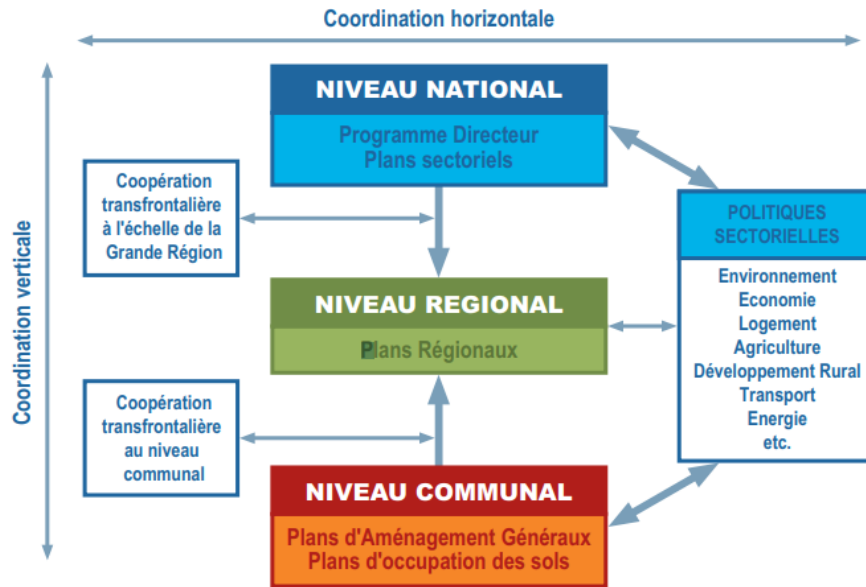 Coordination horizontale
Coordination verticale
NIVEAU NATIONAL
Programme Directeur
Plans sectoriels
Coopération
transfrontalière
à l'échelle de la
Grande Région
POLITIQUES
SECTORIELLES
Environnement
Economie
Logement
Agriculture
Développement Rural
Transport
Energie
etc.
NIVEAU REGIONAL
Plans Régionaux
Coopération
transfrontalière
au niveau
communal
NIVEAU COMMUNAL
Plans d'Aménagement Généraux
Plans d'occupation des sols